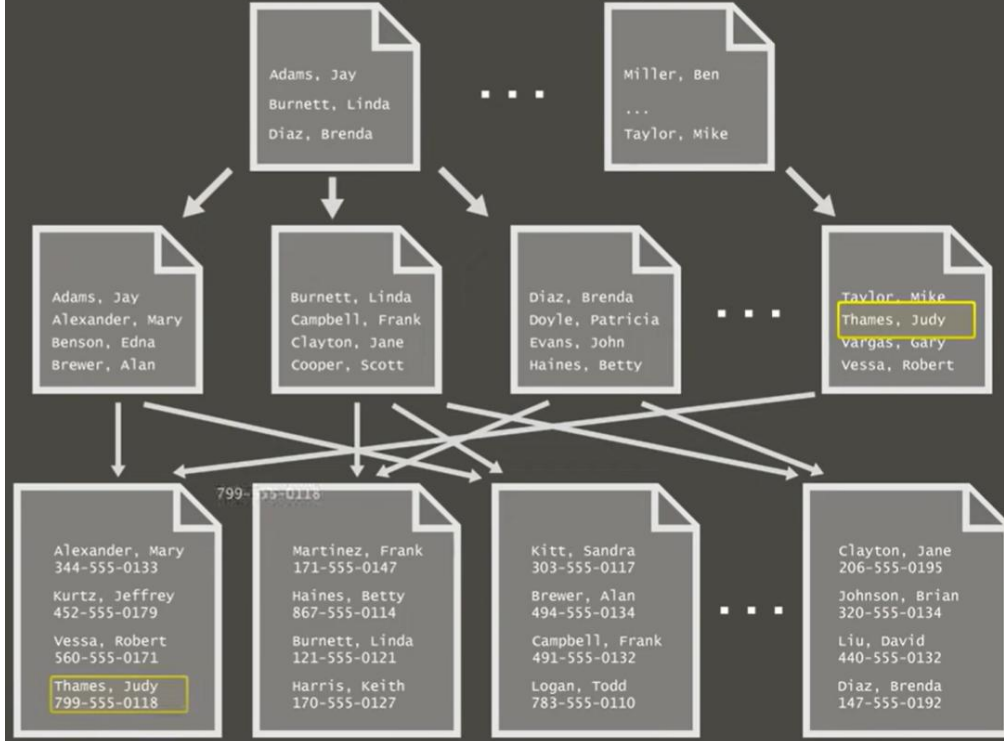 Adams, Jay
Burnett, Linda
Diaz, Brenda
...
Miller, Ben
...
Taylor, Mike
Adams, Jay
Alexander, Mary
Benson, Edna
Brewer, Alan
Burnett, Linda
Campbell, Frank
Clayton, Jane
Cooper, Scott
Diaz, Brenda
Doyle, Patricia
Evans, John
Haines, Betty
...
Taylor, Mike
Thames, Judy
Vargas, Gary
Vessa, Robert
799-555-0118
Alexander, Mary
344-555-0133
Kurtz, Jeffrey
452-555-0179
Vessa, Robert
560-555-0171
Thames, Judy
799-555-0118
Martinez, Frank
171-555-0147
Haines, Betty
867-555-0114
Burnett, Linda
121-555-0121
Harris, Keith
170-555-0127
Kitt, Sandra
303-555-0117
Brewer, Alan
494-555-0134
Campbell, Frank
491-555-0132
Logan, Todd
783-555-0110
...
Clayton, Jane
206-555-0195
Johnson, Brian
320-555-0134
Liu, David
440-555-0132
Diaz, Brenda
147-555-0192